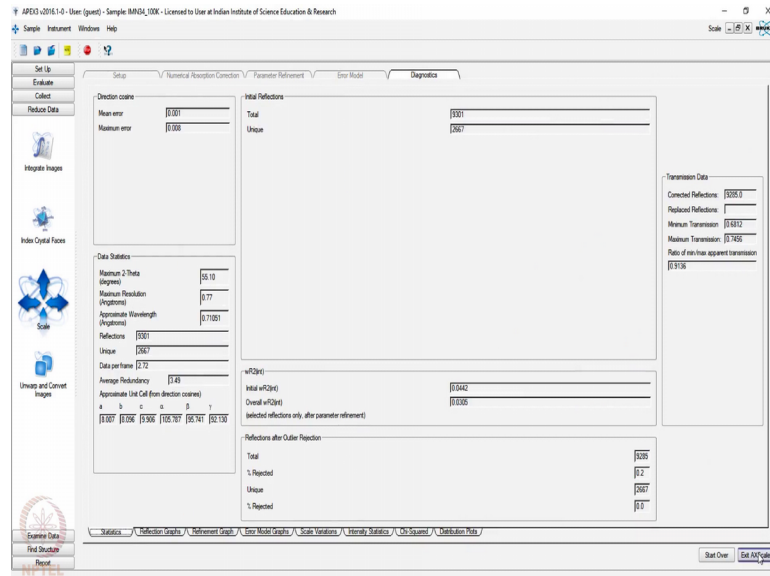 APEX3 v2016.1-0 - User: (guest) - Sample: IMN34_100K - Licensed to User at Indian Institute of Science Education & Research
Sample Instrument Windows Help
Scale
Set Up
Evaluate
Collect
Reduce Data
Integrate Images
Index Crystal Faces
Scale
Unwarp and Convert
Images
Examine Data
Find Structure
Report
NPTEL
Setup Numerical Absorption Correction Parameter Refinement Error Model Diagnostics
Direction cosine
Mean error 0.001
Maximum error 0.008
Data Statistics
Maximum 2-Theta
(degrees) 55.10
Maximum Resolution
(Angstroms) 0.77
Approximate Wavelength
(Angstroms) 0.71051
Reflections 9301
Unique 2667
Data per frame 2.72
Average Redundancy 3.49
Approximate Unit Cell (from direction cosines)
a b c α β γ
8.007 8.096 9.906 105.787 95.741 92.130
Initial Reflections
Total 9301
Unique 2667
wR2(int)
Initial wR2(int) 0.0442
Overall wR2(int) 0.0305
(selected reflections only, after parameter refinement)
Reflections after Outlier Rejection
Total 9285
% Rejected 0.2
Unique 2667
% Rejected 0.0
Transmission Data
Corrected Reflections: 9285.0
Replaced Reflections:
Minimum Transmission 0.6812
Maximum Transmission: 0.7456
Ratio of min/max apparent transmission
0.9136
Statistics Reflection Graphs Refinement Graph Error Model Graphs Scale Variations Intensity Statistics Chi-Squared Distribution Plots
Start Over Exit AXScale